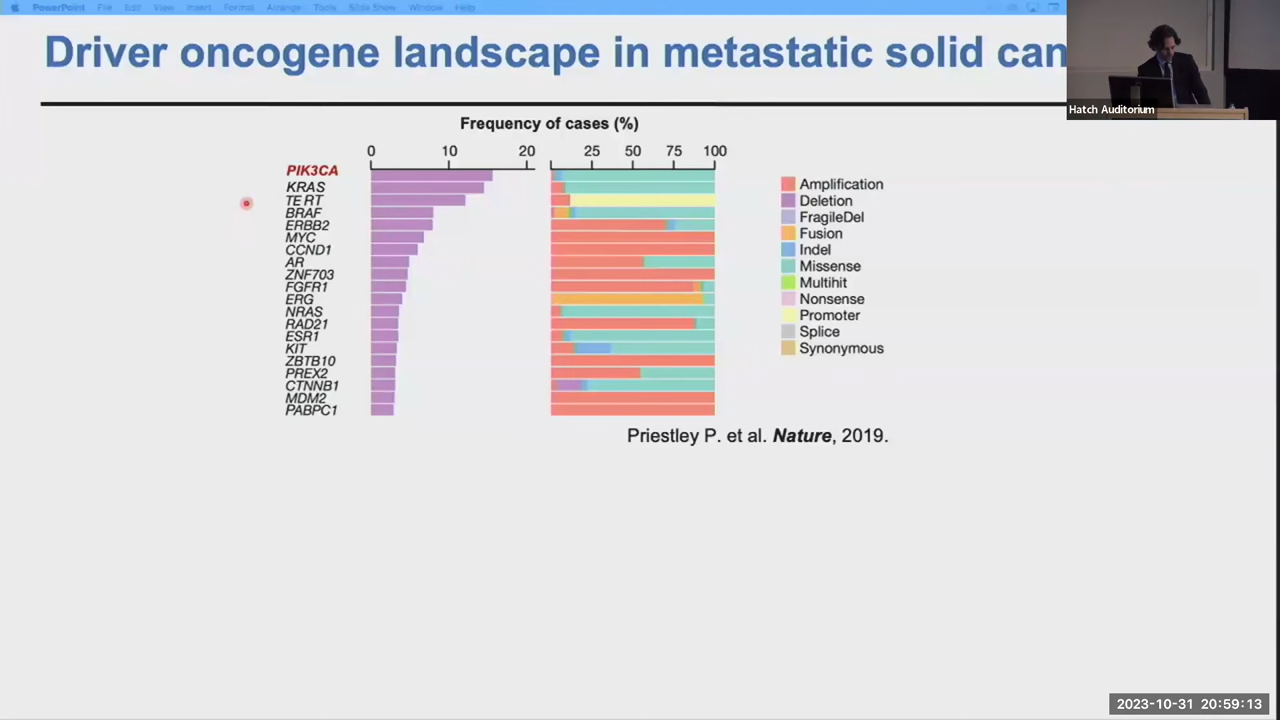 PowerPoint File Edit View Insert Format Arrange Tools Slide Show Window Help
Driver oncogene landscape in metastatic solid can
Hatch Auditorium
Frequency of cases (%)
0 10 20 0 25 50 75 100
PIK3CA
KRAS
TERT
BRAF
ERBB2
MYC
CCND1
AR
ZNF703
FGFR1
ERG
NRAS
RAD21
ESR1
KIT
ZBTB10
PREX2
CTNNB1
MDM2
PABPC1
Amplification
Deletion
FragileDel
Fusion
Indel
Missense
Multihit
Nonsense
Promoter
Splice
Synonymous
Priestley P. et al. Nature, 2019.
2023-10-31 20:59:13